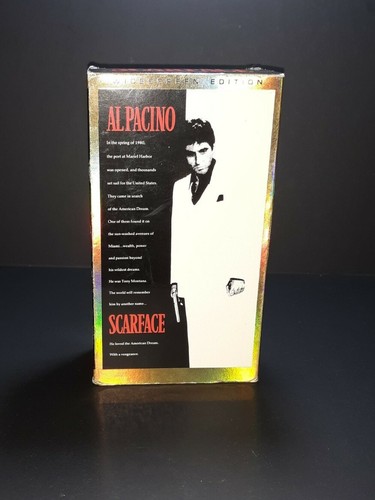 WIDESCREEN EDITION
AL PACINO
In the spring of 1980,
the port at Mariel Harbor
was opened, and thousands
set sail for the United States.
They came in search
of the American Dream.
One of them found it on
the sun-washed avenues of
Miami...wealth, power
and passion beyond
his wildest dreams.
He was Tony Montana.
The world will remember
him by another name...
SCARFACE
He loved the American Dream.
With a vengeance.